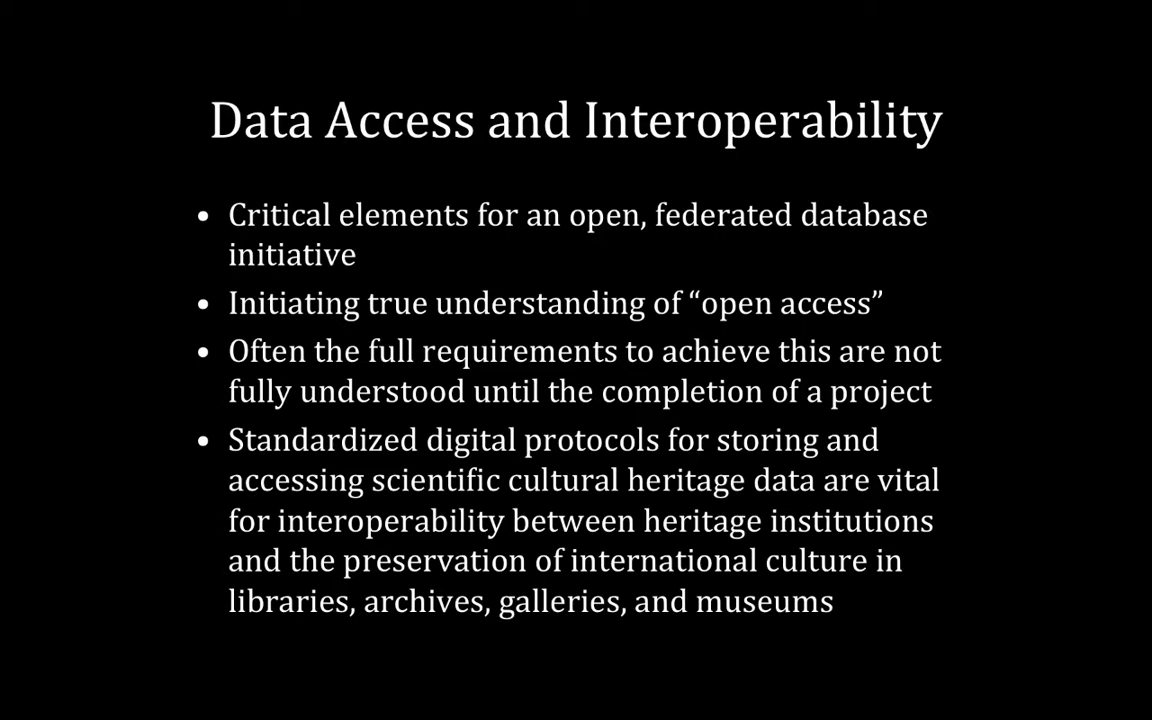 Data Access and Interoperability
• Critical elements for an open, federated database
initiative
• Initiating true understanding of “open access”
• Often the full requirements to achieve this are not
fully understood until the completion of a project
• Standardized digital protocols for storing and
accessing scientific cultural heritage data are vital
for interoperability between heritage institutions
and the preservation of international culture in
libraries, archives, galleries, and museums